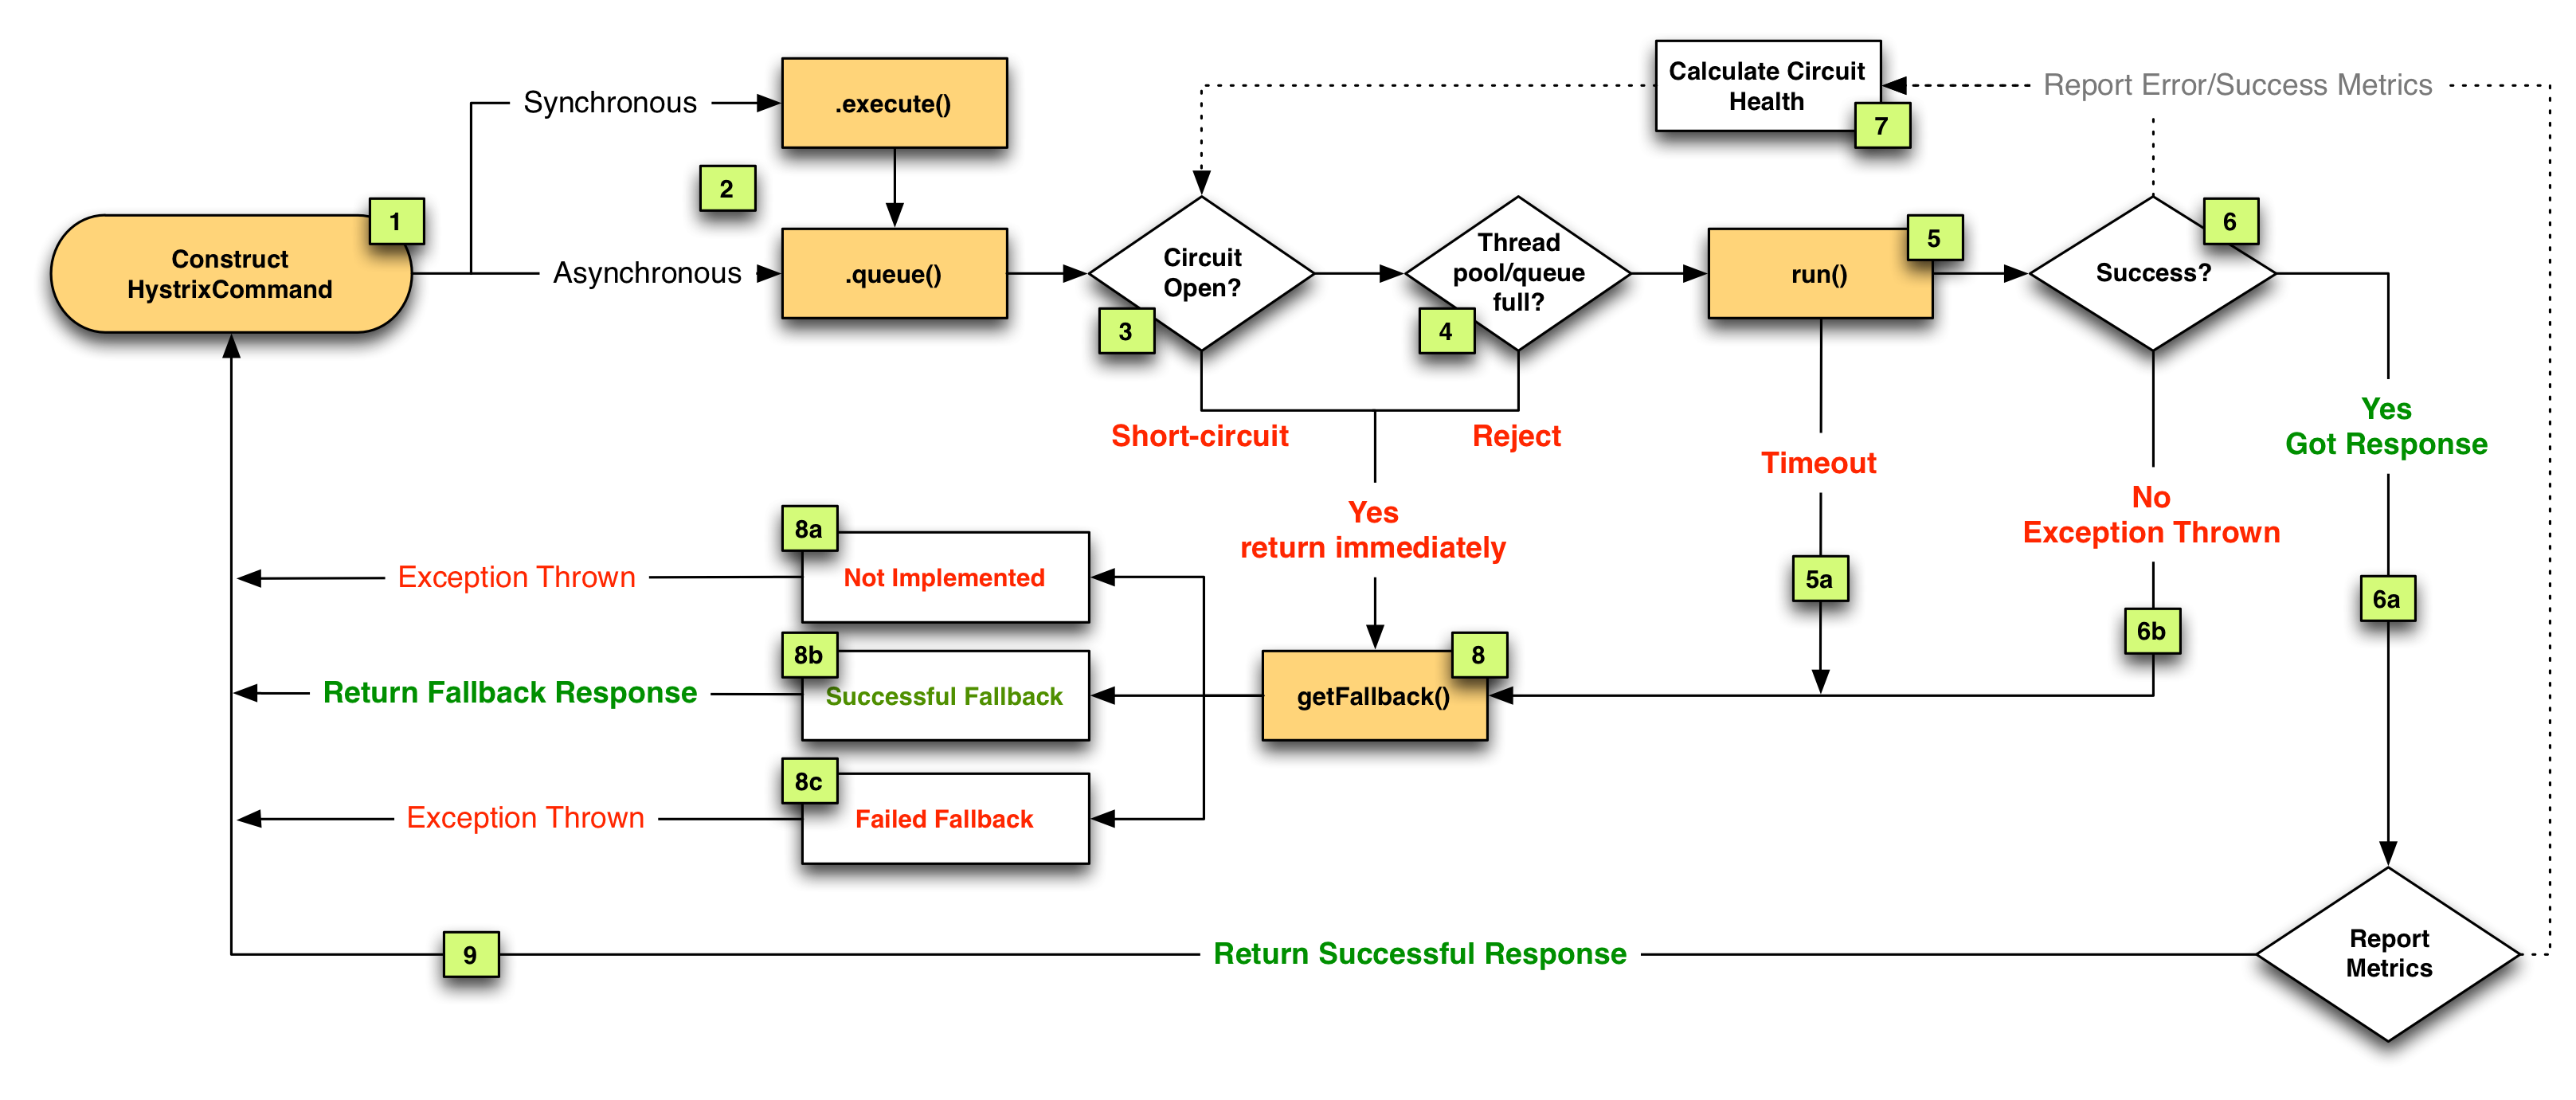 Construct
HystrixCommand
1
Synchronous
.execute()
2
Asynchronous
.queue()
Circuit
Open?
3
Thread
pool/queue
full?
4
run()
5
Success?
6
Calculate Circuit
Health
7
Report Error/Success Metrics
Short-circuit
Reject
Yes
return immediately
Timeout
5a
No
Exception Thrown
6b
Yes
Got Response
6a
getFallback()
8
8a
Not Implemented
Exception Thrown
8b
Successful Fallback
Return Fallback Response
8c
Failed Fallback
Exception Thrown
Report
Metrics
Return Successful Response
9